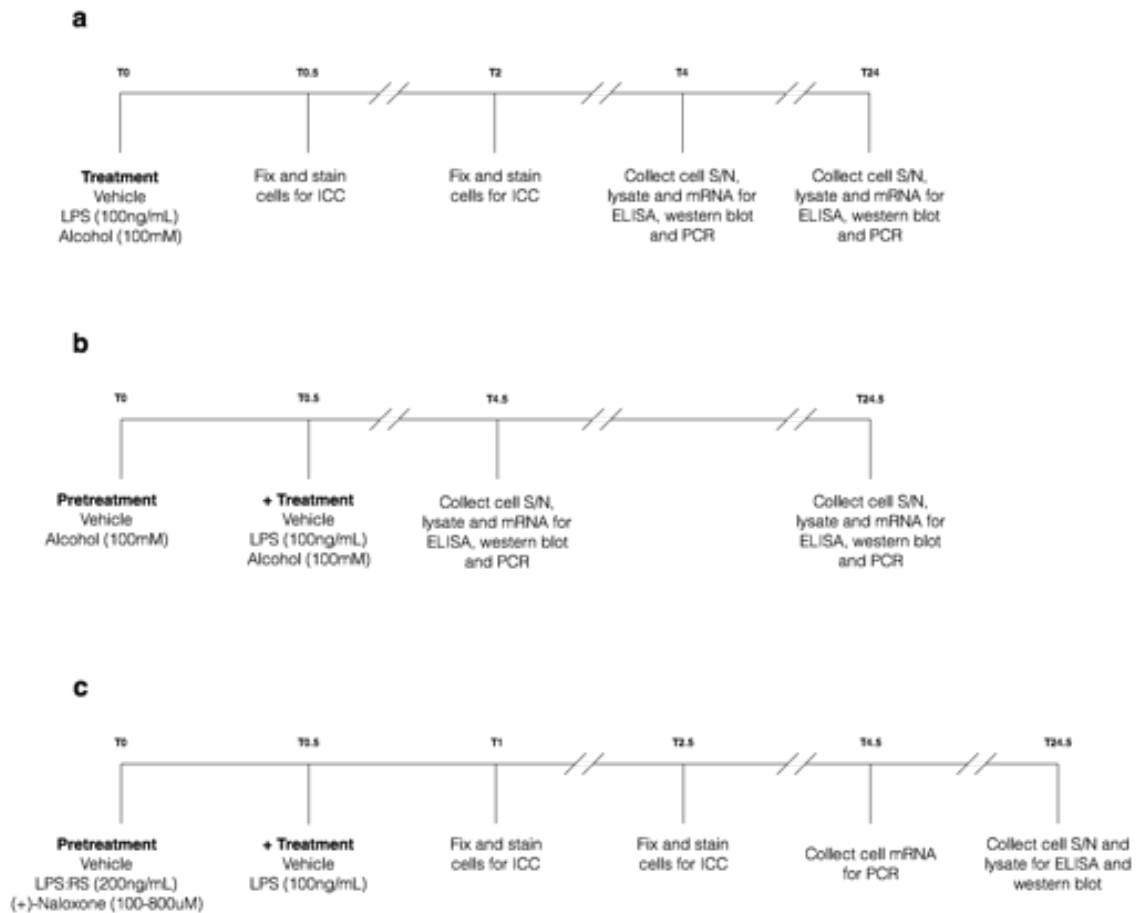 a
T0 T0.5 T2 T4 T24
Treatment
Vehicle
LPS (100ng/mL)
Alcohol (100mM)
Fix and stain
cells for ICC
Fix and stain
cells for ICC
Collect cell S/N,
lysate and mRNA for
ELISA, western blot
and PCR
Collect cell S/N,
lysate and mRNA for
ELISA, western blot
and PCR
b
T0 T0.5 T4.5 T24.5
Pretreatment
Vehicle
Alcohol (100mM)
+ Treatment
Vehicle
LPS (100ng/mL)
Alcohol (100mM)
Collect cell S/N,
lysate and mRNA for
ELISA, western blot
and PCR
Collect cell S/N,
lysate and mRNA for
ELISA, western blot
and PCR
c
T0 T0.5 T1 T2.5 T4.5 T24.5
Pretreatment
Vehicle
LPS:RS (200ng/mL)
(+)-Naloxone (100-800uM)
+ Treatment
Vehicle
LPS (100ng/mL)
Fix and stain
cells for ICC
Fix and stain
cells for ICC
Collect cell mRNA
for PCR
Collect cell S/N and
lysate for ELISA and
western blot